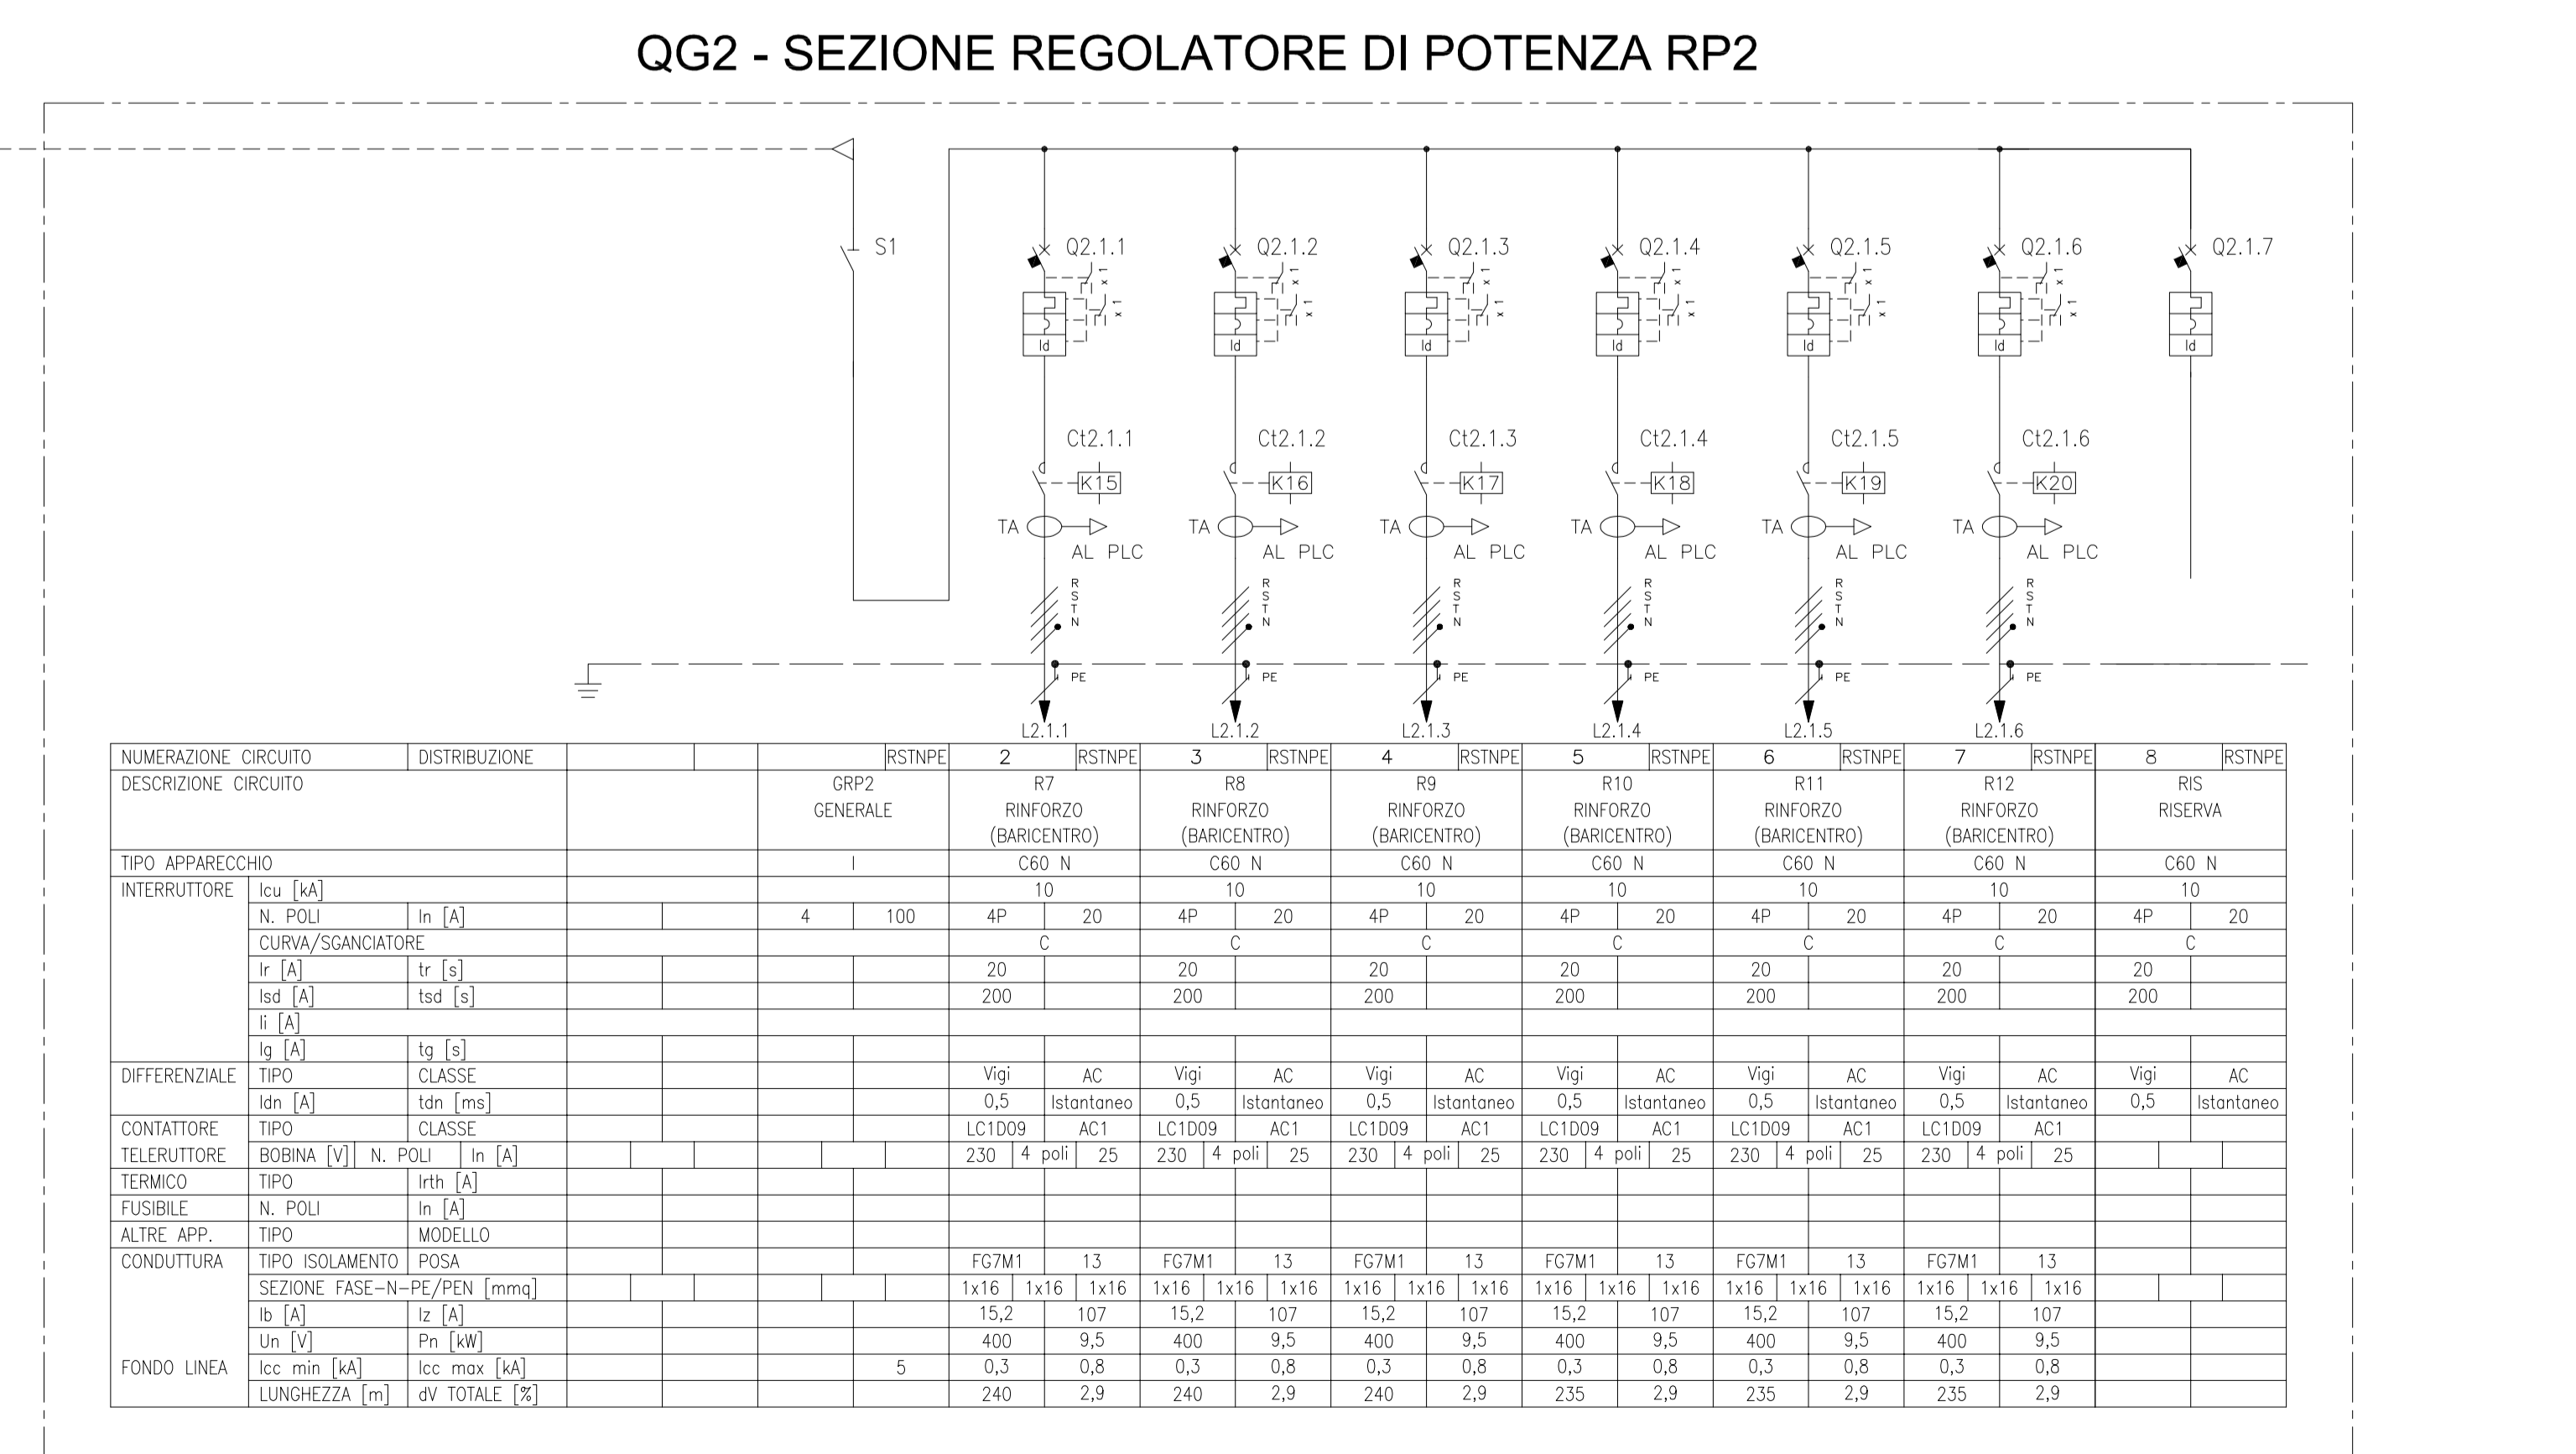 QG2 - SEZIONE REGOLATORE DI POTENZA RP2
S1 Q2.1.1 Q2.1.2 Q2.1.3 Q2.1.4 Q2.1.5 Q2.1.6 Q2.1.7
x 1 x 1 x 1 x 1 x 1 x 1
x 1 x 1 x 1 x 1 x 1 x 1
Id Id Id Id Id Id Id
Ct2.1.1 Ct2.1.2 Ct2.1.3 Ct2.1.4 Ct2.1.5 Ct2.1.6
K15 K16 K17 K18 K19 K20
TA TA TA TA TA TA
AL PLC AL PLC AL PLC AL PLC AL PLC AL PLC
R R R R R R
S S S S S S
T T T T T T
N N N N N N
PE PE PE PE PE PE
L2.1.1 L2.1.2 L2.1.3 L2.1.4 L2.1.5 L2.1.6
NUMERAZIONE CIRCUITO DISTRIBUZIONE RSTNPE 2 RSTNPE 3 RSTNPE 4 RSTNPE 5 RSTNPE 6 RSTNPE 7 RSTNPE 8 RSTNPE
DESCRIZIONE CIRCUITO GRP2 R7 R8 R9 R10 R11 R12 RIS
GENERALE RINFORZO RINFORZO RINFORZO RINFORZO RINFORZO RINFORZO RISERVA
(BARICENTRO) (BARICENTRO) (BARICENTRO) (BARICENTRO) (BARICENTRO) (BARICENTRO)
TIPO APPARECCHIO I C60 N C60 N C60 N C60 N C60 N C60 N C60 N
INTERRUTTORE Icu [kA] 10 10 10 10 10 10 10
N. POLI In [A] 4 100 4P 20 4P 20 4P 20 4P 20 4P 20 4P 20 4P 20
CURVA/SGANCIATORE C C C C C C C
Ir [A] tr [s] 20 20 20 20 20 20 20
Isd [A] tsd [s] 200 200 200 200 200 200 200
Ii [A]
Ig [A] tg [s]
DIFFERENZIALE TIPO CLASSE Vigi AC Vigi AC Vigi AC Vigi AC Vigi AC Vigi AC Vigi AC
Idn [A] tdn [ms] 0,5 Istantaneo 0,5 Istantaneo 0,5 Istantaneo 0,5 Istantaneo 0,5 Istantaneo 0,5 Istantaneo 0,5 Istantaneo
CONTATTORE TIPO CLASSE LC1D09 AC1 LC1D09 AC1 LC1D09 AC1 LC1D09 AC1 LC1D09 AC1 LC1D09 AC1
TELERUTTORE BOBINA [V] N. POLI In [A] 230 4 poli 25 230 4 poli 25 230 4 poli 25 230 4 poli 25 230 4 poli 25 230 4 poli 25
TERMICO TIPO Irth [A]
FUSIBILE N. POLI In [A]
ALTRE APP. TIPO MODELLO
CONDUTTURA TIPO ISOLAMENTO POSA FG7M1 13 FG7M1 13 FG7M1 13 FG7M1 13 FG7M1 13 FG7M1 13
SEZIONE FASE-N-PE/PEN [mmq] 1x16 1x16 1x16 1x16 1x16 1x16 1x16 1x16 1x16 1x16 1x16 1x16 1x16 1x16 1x16 1x16 1x16 1x16
Ib [A] Iz [A] 15,2 107 15,2 107 15,2 107 15,2 107 15,2 107 15,2 107
Un [V] Pn [kW] 400 9,5 400 9,5 400 9,5 400 9,5 400 9,5 400 9,5
FONDO LINEA Icc min [kA] Icc max [kA] 5 0,3 0,8 0,3 0,8 0,3 0,8 0,3 0,8 0,3 0,8 0,3 0,8
LUNGHEZZA [m] dV TOTALE [%] 240 2,9 240 2,9 240 2,9 235 2,9 235 2,9 235 2,9